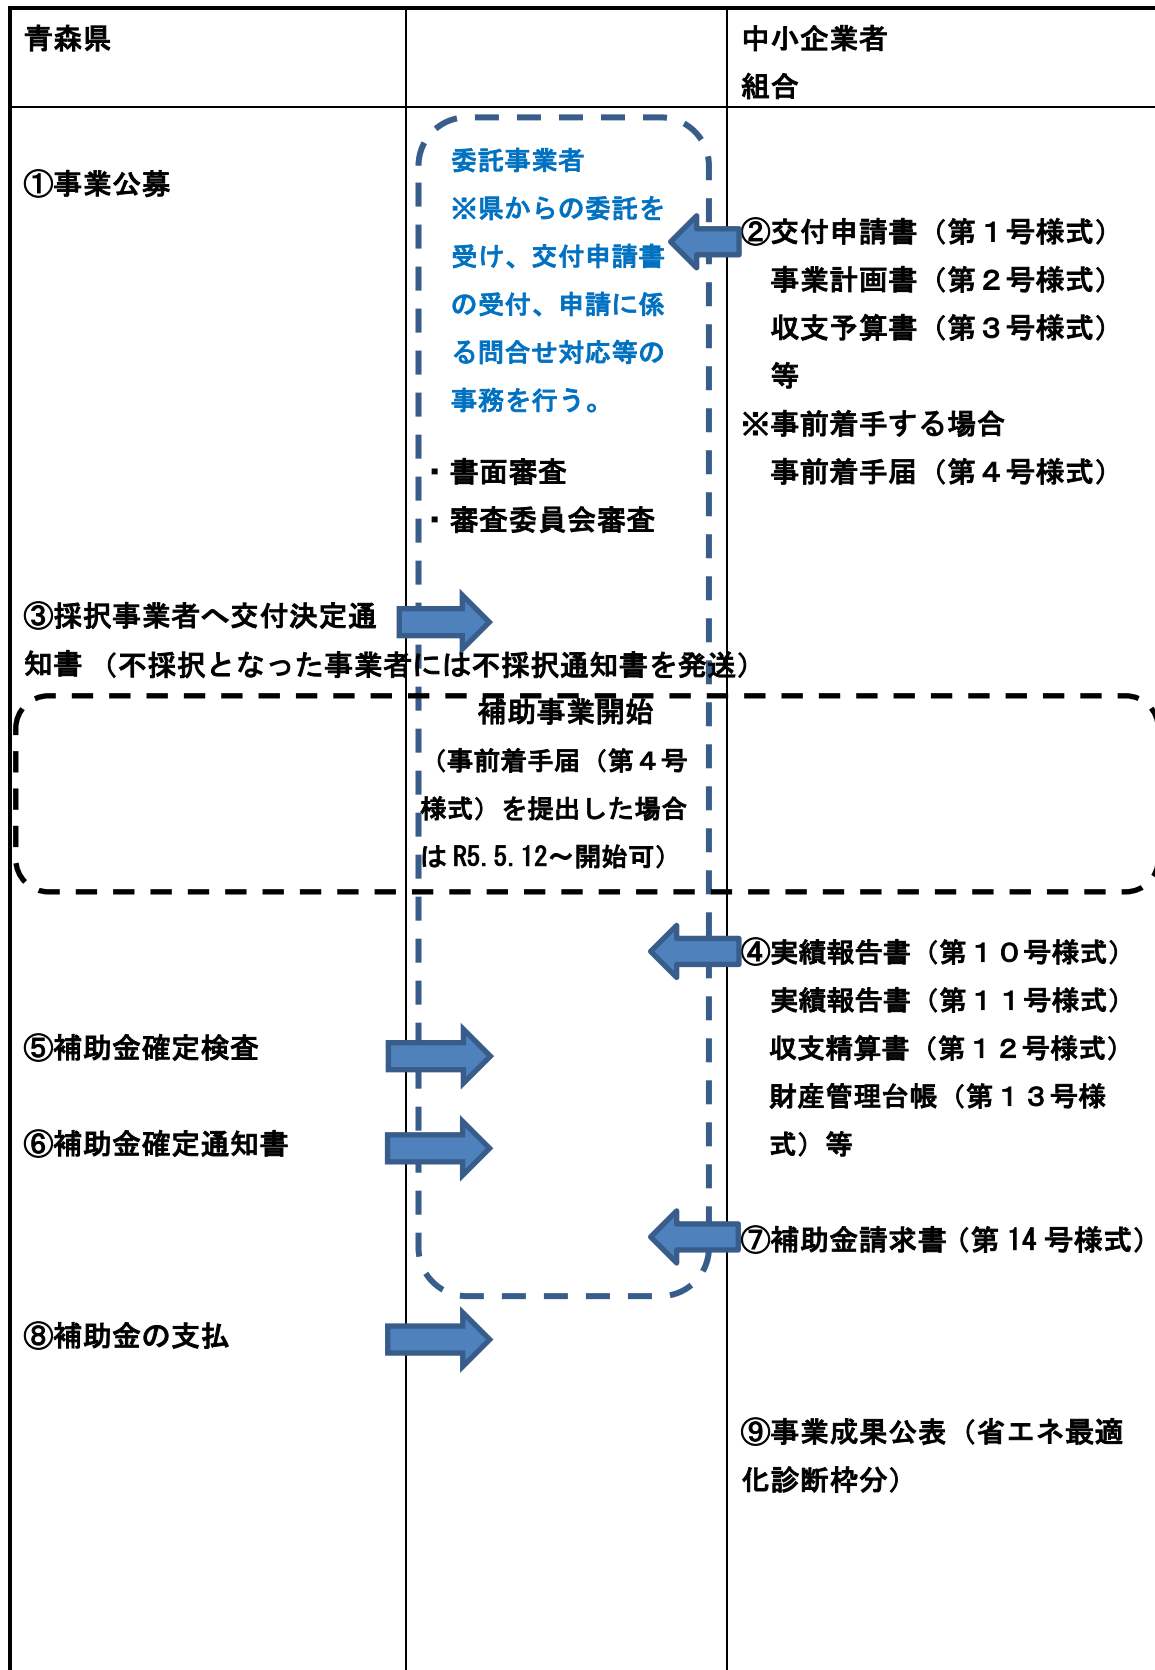 青森県
中小企業者
組合
①事業公募
委託事業者
※県からの委託を
受け、交付申請書
の受付、申請に係
る問合せ対応等の
事務を行う。
・書面審査
・審査委員会審査
②交付申請書（第１号様式）
事業計画書（第２号様式）
収支予算書（第３号様式）
等
※事前着手する場合
事前着手届（第４号様式）
③採択事業者へ交付決定通
知書（不採択となった事業者には不採択通知書を発送）
補助事業開始
（事前着手届（第４号
様式）を提出した場合
は R5.5.12～開始可）
④実績報告書（第１０号様式）
実績報告書（第１１号様式）
収支精算書（第１２号様式）
財産管理台帳（第１３号様
式）等
⑤補助金確定検査
⑥補助金確定通知書
⑦補助金請求書（第 14 号様式）
⑧補助金の支払
⑨事業成果公表（省エネ最適
化診断枠分）